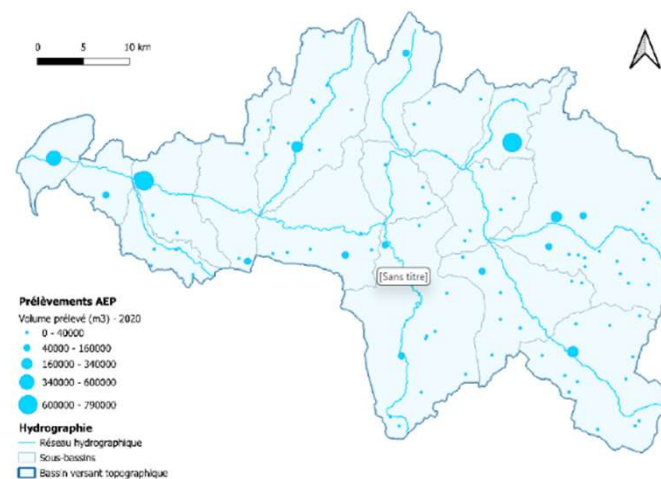 0 5 10 km
[Sans titre]
Prélèvements AEP
Volume prélevé (m3) - 2020
0 - 40000
40000 - 160000
160000 - 340000
340000 - 600000
600000 - 790000
Hydrographie
Réseau hydrographique
Sous-bassins
Bassin versant topographique